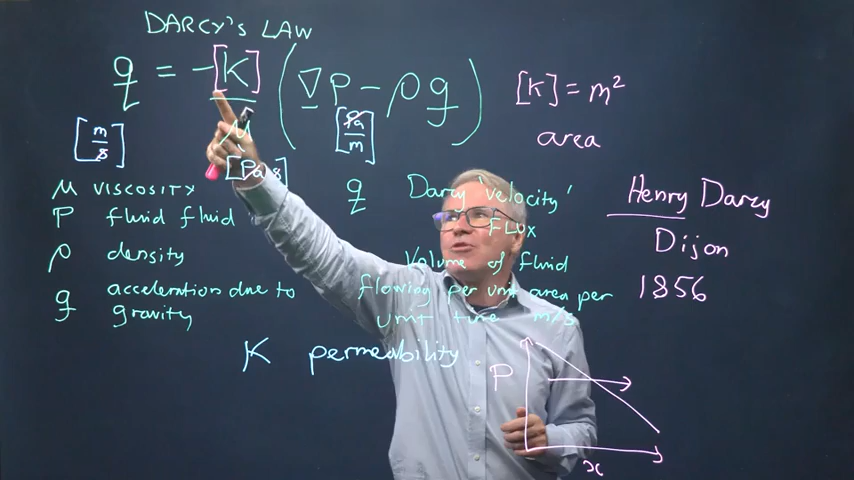 DARCY'S LAW
q = -[K]/μ (∇P - ρg) [K] = m²
[m/s] [Pa s] [Pa/m] area
μ VISCOSITY
P fluid fluid
ρ density
g acceleration due to
gravity
q Darcy 'velocity'
FLUX
Volume of fluid
flowing per unit area per
unit time m/s
K permeability
Henry Darcy
Dijon
1856
P
x